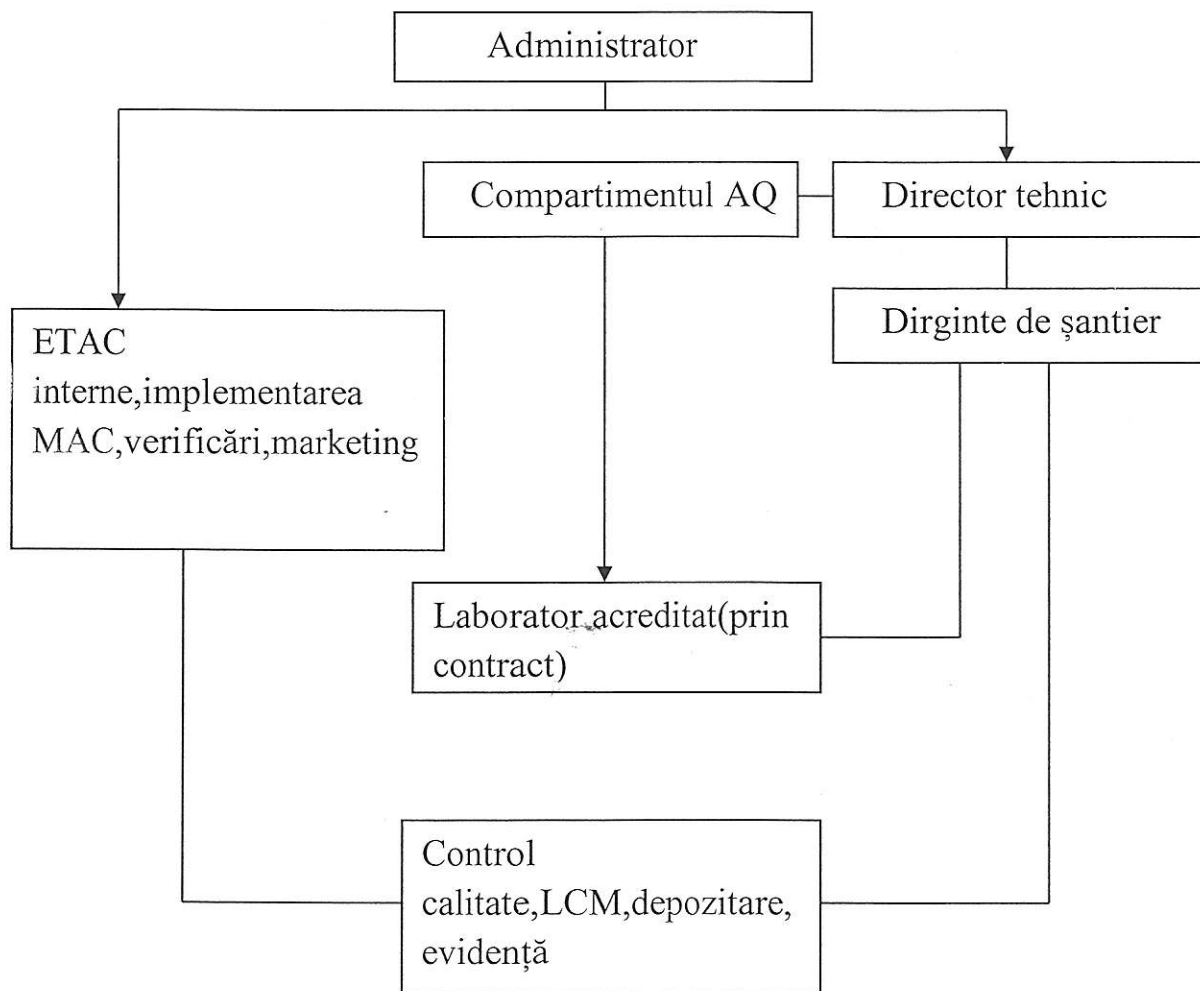 Administrator
Compartimentul AQ
Director tehnic
ETAC
interne,implementarea
MAC,verificări,marketing
Dirginte de șantier
Laborator acreditat(prin
contract)
Control
calitate,LCM,depozitare,
evidență